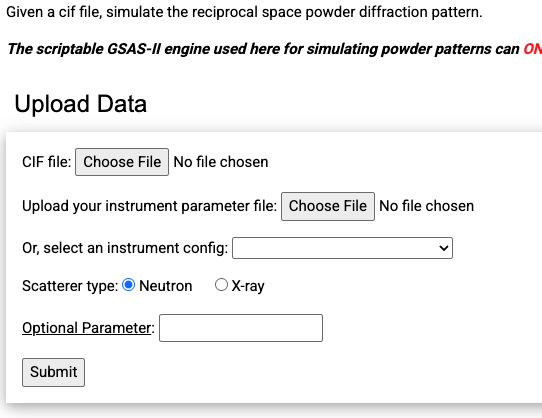 Given a cif file, simulate the reciprocal space powder diffraction pattern.
The scriptable GSAS-II engine used here for simulating powder patterns can
Upload Data
CIF file: Choose File No file chosen
Upload your instrument parameter file: Choose File No file chosen
Or, select an instrument config:
Scatterer type: Neutron X-ray
Optional Parameter:
Submit